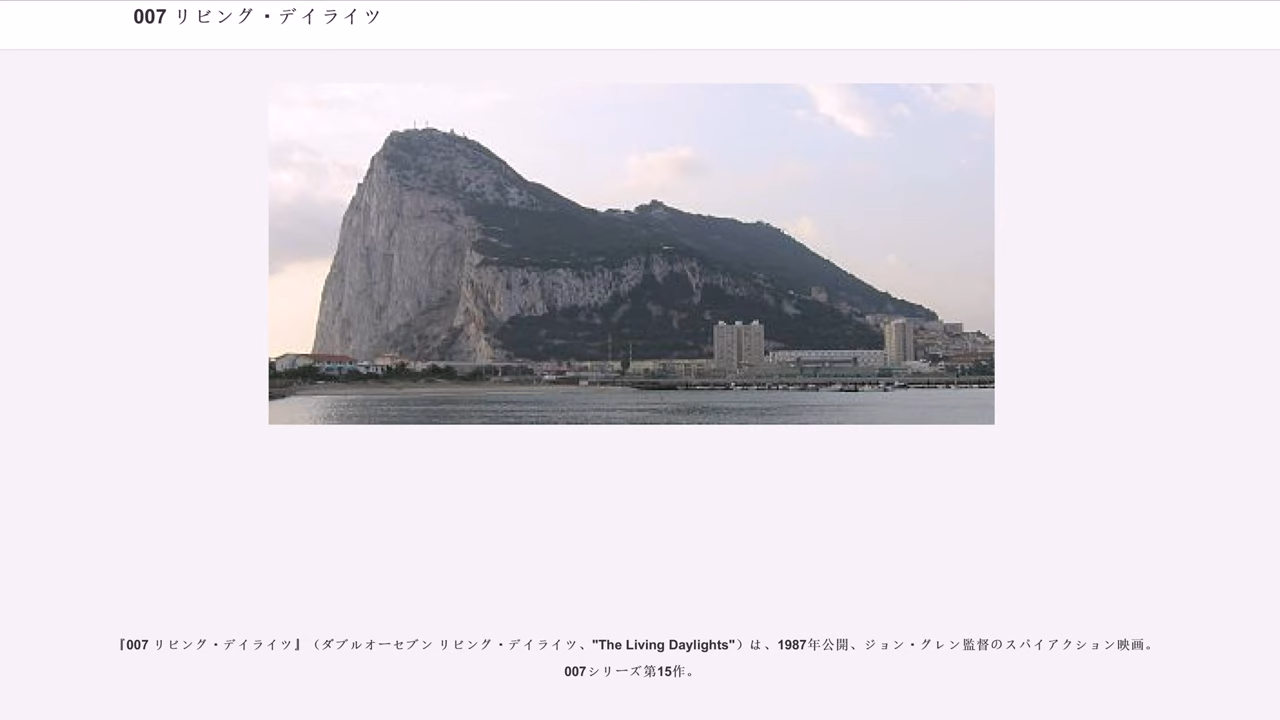 007 リビング・デイライツ
『007 リビング・デイライツ』（ダブルオーセブン リビング・デイライツ、"The Living Daylights"）は、1987年公開、ジョン・グレン監督のスパイアクション映画。
007シリーズ第15作。